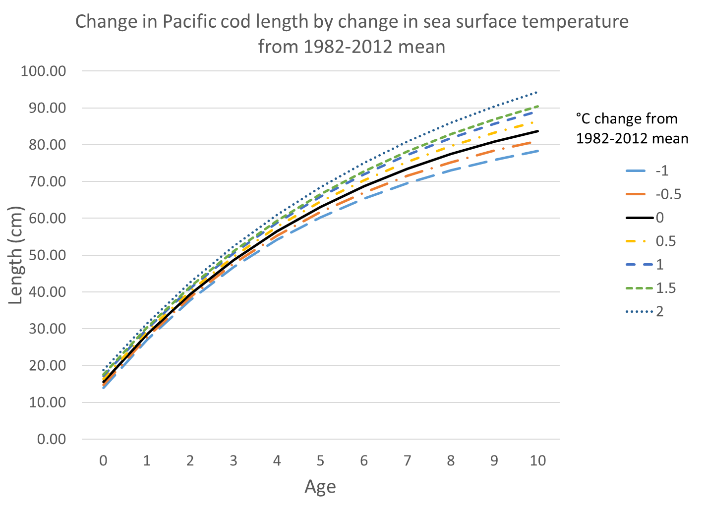 Change in Pacific cod length by change in sea surface temperature
from 1982-2012 mean
100.00
90.00
80.00
70.00
60.00
50.00
40.00
30.00
20.00
10.00
0.00
Length (cm)
0 1 2 3 4 5 6 7 8 9 10
Age
°C change from
1982-2012 mean
-1
-0.5
0
0.5
1
1.5
2